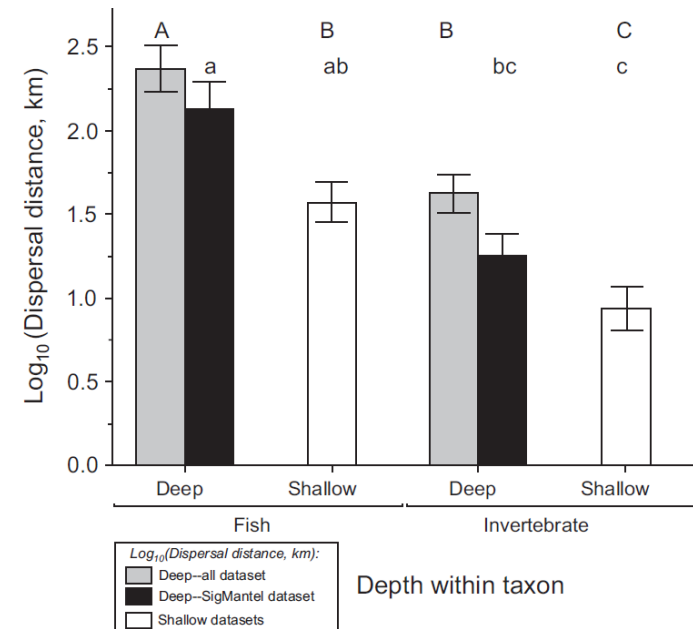 A B B C
a ab bc c
Log10(Dispersal distance, km)
2.5
2.0
1.5
1.0
0.5
0.0
Deep Shallow Deep Shallow
Fish Invertebrate
Log10(Dispersal distance, km):
Deep--all dataset
Deep--SigMantel dataset
Shallow datasets
Depth within taxon